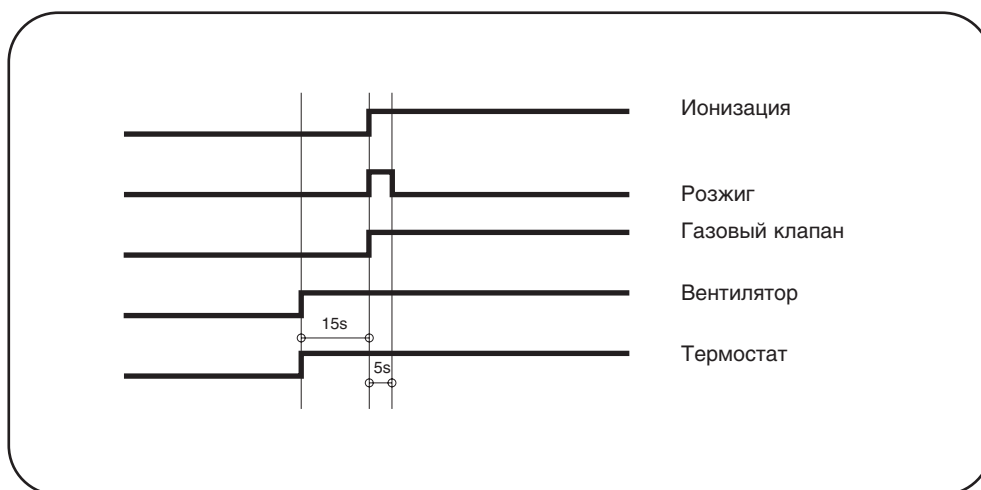 Ионизация
Розжиг
Газовый клапан
Вентилятор
15s
Термостат
5s